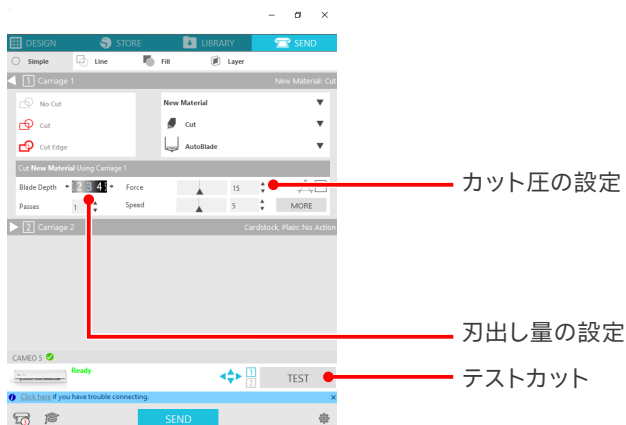 DESIGN STORE LIBRARY SEND
Simple Line Fill Layer
1 Carriage 1 New Material: Cut
No Cut
Cut
Cut Edge
New Material
Cut
AutoBlade
Cut New Material Using Carriage 1
Blade Depth 2 3 4 Force 15
Passes 1 Speed 5 MORE
カット圧の設定
2 Carriage 2 Cardstock, Plain: No Action
刃出し量の設定
CAMEO 5
Ready
1
2
TEST
テストカット
Click here if you have trouble connecting.
SEND